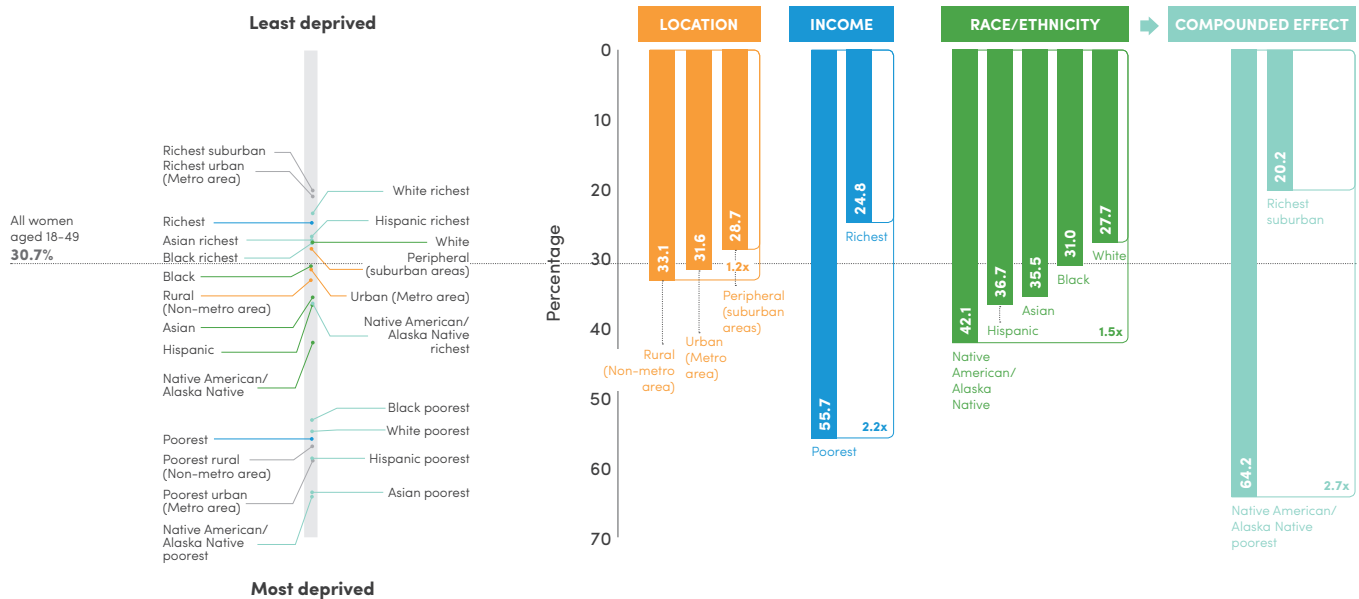 Least deprived
Richest suburban
Richest urban
(Metro area)
White richest
Richest
Hispanic richest
Asian richest
White
Black richest
Peripheral
(suburban areas)
Black
Rural
(Non-metro area)
Urban (Metro area)
Asian
Native American/
Alaska Native
richest
Hispanic
Native American/
Alaska Native
Black poorest
White poorest
Poorest
Poorest rural
(Non-metro area)
Hispanic poorest
Poorest urban
(Metro area)
Asian poorest
Native American/
Alaska Native
poorest
Most deprived
All women
aged 18-49
30.7%
Percentage
0
10
20
30
40
50
60
70
LOCATION
33.1
31.6
28.7
1.2x
Rural
(Non-metro
area)
Urban
(Metro
area)
Peripheral
(suburban
areas)
INCOME
55.7
24.8
Richest
2.2x
Poorest
RACE/ETHNICITY
42.1
36.7
35.5
31.0
27.7
White
Black
Asian
Hispanic
1.5x
Native
American/
Alaska
Native
COMPOUNDED EFFECT
64.2
20.2
Richest
suburban
2.7x
Native American/
Alaska Native
poorest